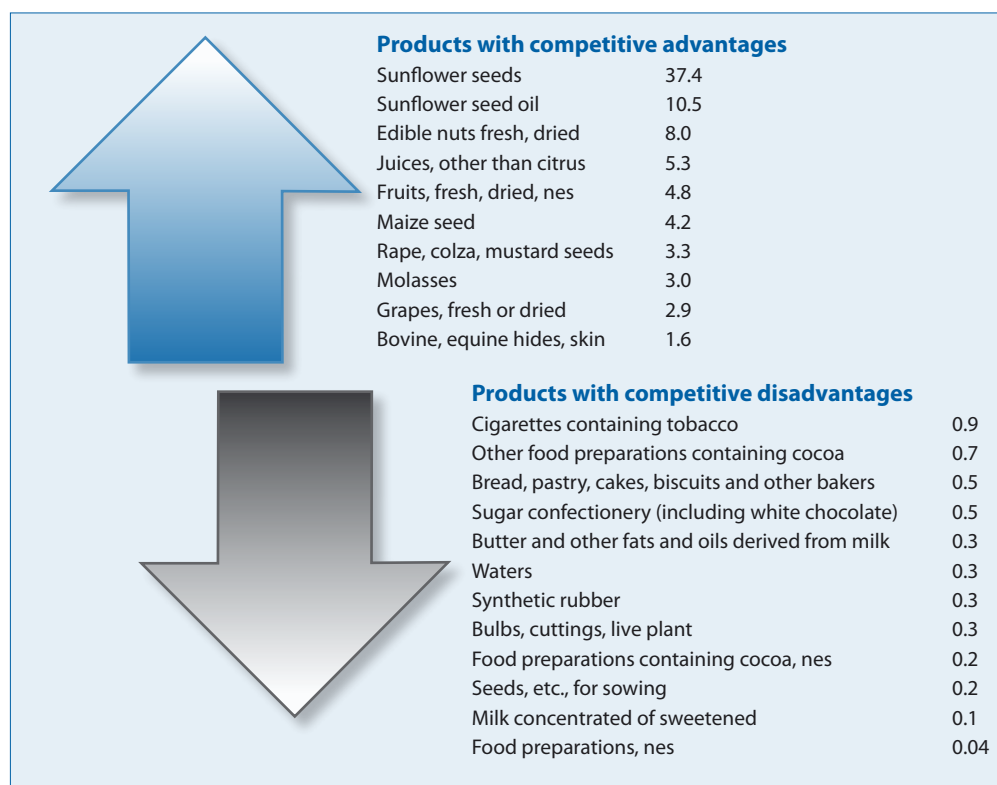 Products with competitive advantages
Sunflower seeds 37.4
Sunflower seed oil 10.5
Edible nuts fresh, dried 8.0
Juices, other than citrus 5.3
Fruits, fresh, dried, nes 4.8
Maize seed 4.2
Rape, colza, mustard seeds 3.3
Molasses 3.0
Grapes, fresh or dried 2.9
Bovine, equine hides, skin 1.6
Products with competitive disadvantages
Cigarettes containing tobacco 0.9
Other food preparations containing cocoa 0.7
Bread, pastry, cakes, biscuits and other bakers 0.5
Sugar confectionery (including white chocolate) 0.5
Butter and other fats and oils derived from milk 0.3
Waters 0.3
Synthetic rubber 0.3
Bulbs, cuttings, live plant 0.3
Food preparations containing cocoa, nes 0.2
Seeds, etc., for sowing 0.2
Milk concentrated of sweetened 0.1
Food preparations, nes 0.04